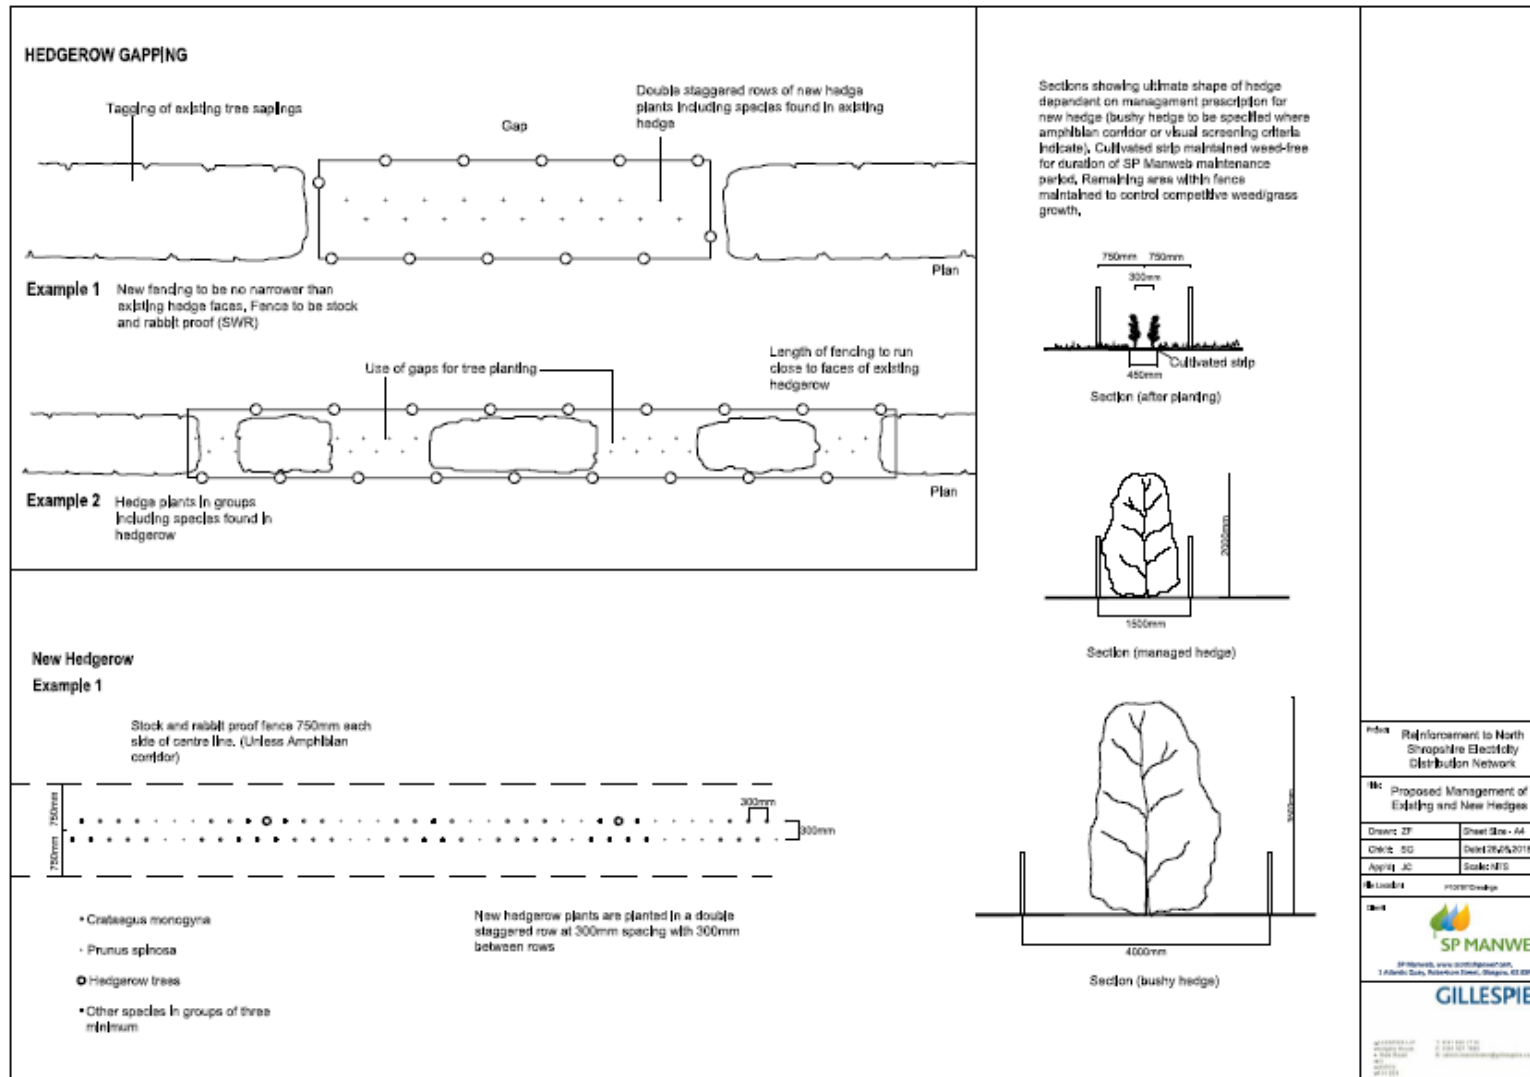 HEDGEROW GAPPING
Tagging of existing tree saplings
Gap
Double staggered rows of new hedge
plants including species found in existing
hedge
Plan
Example 1
New fencing to be no narrower than
existing hedge faces. Fence to be stock
and rabbit proof (SWR)
Use of gaps for tree planting
Length of fencing to run
close to faces of existing
hedgerow
Plan
Example 2
Hedge plants in groups
including species found in
hedgerow
New Hedgerow
Example 1
Stock and rabbit proof fence 750mm each
side of centre line. (Unless Amphibian
corridor)
750mm
750mm
300mm
300mm
Crataegus monogyna
Prunus spinosa
Hedgerow trees
Other species in groups of three
minimum
New hedgerow plants are planted in a double
staggered row at 300mm spacing with 300mm
between rows
Sections showing ultimate shape of hedge
dependent on management prescription for
new hedge (bushy hedge to be specified where
amphibian corridor or visual screening criteria
indicate). Cultivated strip maintained weed-free
for duration of SP Manweb maintenance
period. Remaining area within fence
maintained to control competitive weed/grass
growth.
750mm 750mm
300mm
Cultivated strip
450mm
Section (after planting)
2000mm
1500mm
Section (managed hedge)
4000mm
Section (bushy hedge)
Project
Reinforcement to North
Shropshire Electricity
Distribution Network
Title
Proposed Management of
Existing and New Hedges
Drawn: ZF
Sheet Size - A4
Chk'd: SG
App'd: JC
Scale: NTS
File Location:
Client
SP MANWE
GILLESPIE